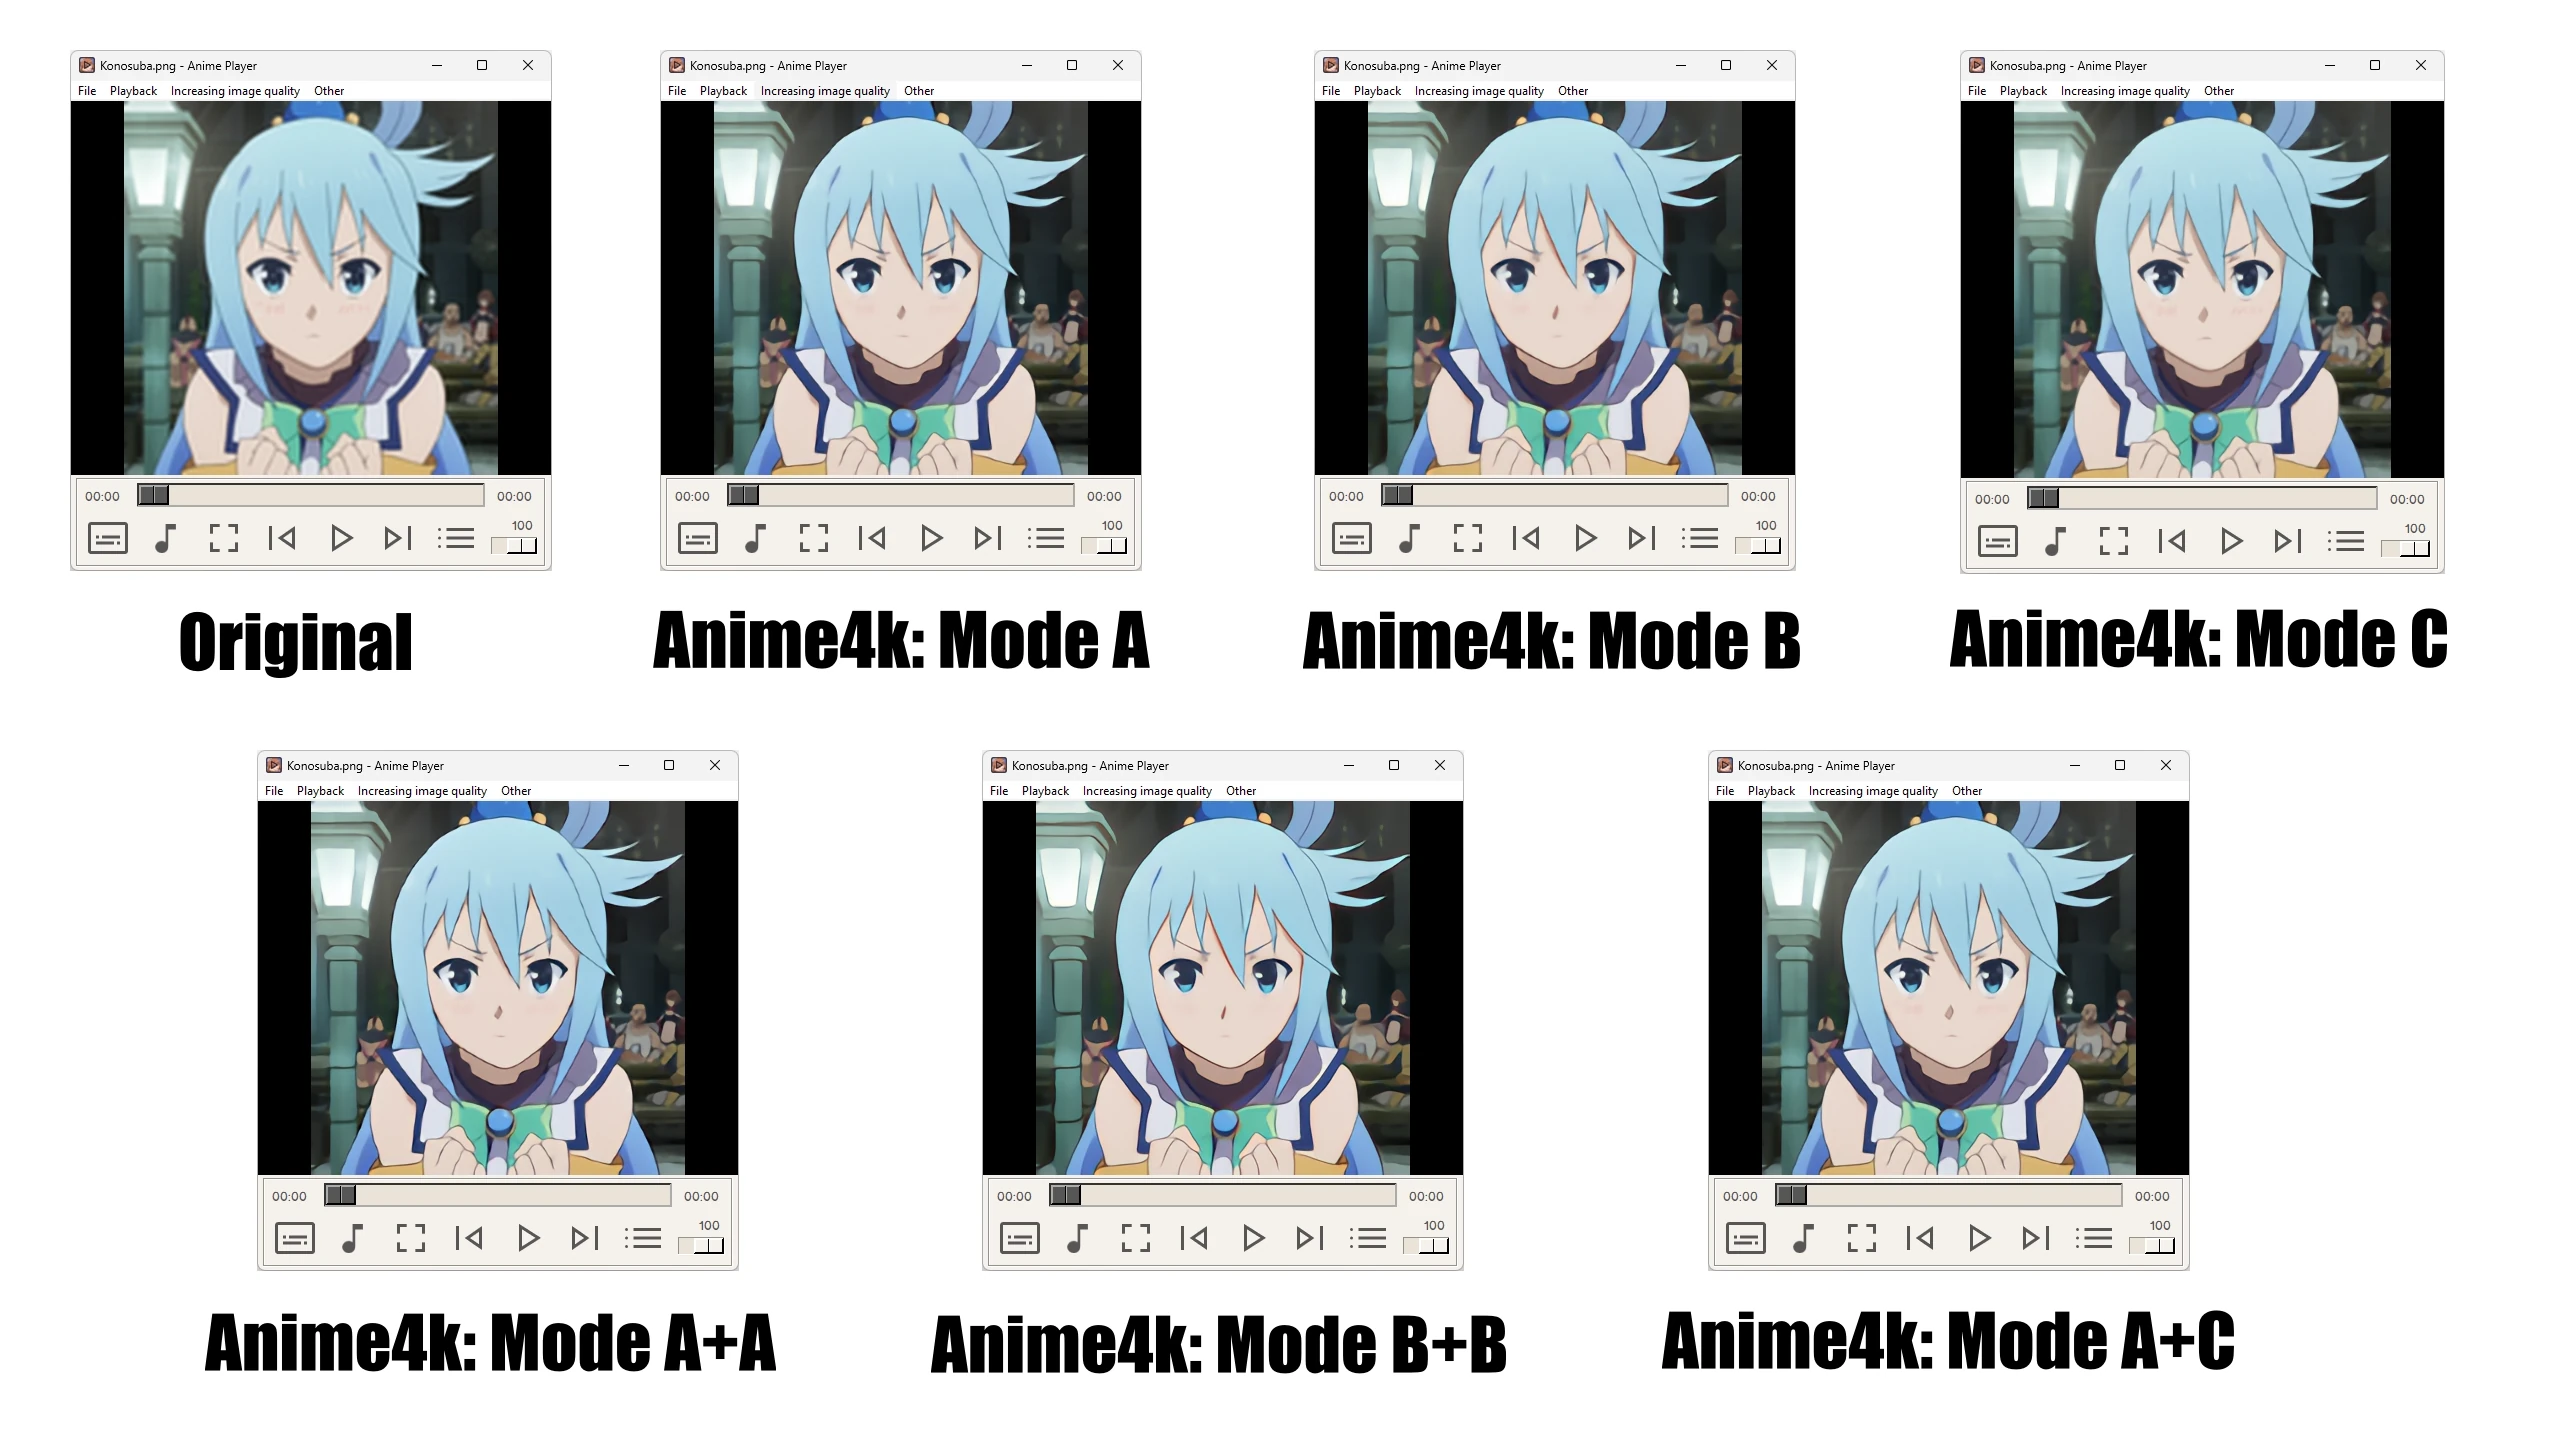 Konosuba.png - Anime Player
File Playback Increasing image quality Other
00:00 00:00
100
Original
Konosuba.png - Anime Player
File Playback Increasing image quality Other
00:00 00:00
100
Anime4k: Mode A
Konosuba.png - Anime Player
File Playback Increasing image quality Other
00:00 00:00
100
Anime4k: Mode B
Konosuba.png - Anime Player
File Playback Increasing image quality Other
00:00 00:00
100
Anime4k: Mode C
Konosuba.png - Anime Player
File Playback Increasing image quality Other
00:00 00:00
100
Anime4k: Mode A+A
Konosuba.png - Anime Player
File Playback Increasing image quality Other
00:00 00:00
100
Anime4k: Mode B+B
Konosuba.png - Anime Player
File Playback Increasing image quality Other
00:00 00:00
100
Anime4k: Mode A+C